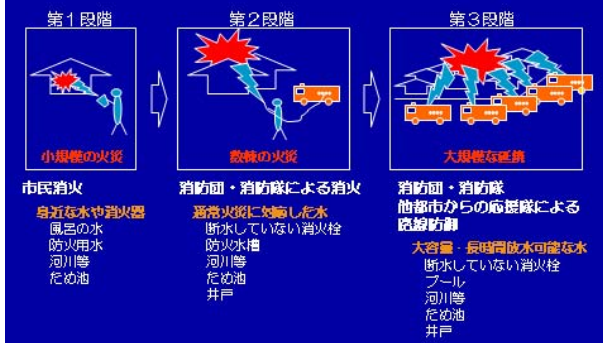 第1段階
小規模の火災
市民消火
身近な水や消火器
風呂の水
防火用水
河川等
ため池
第2段階
数棟の火災
消防団・消防隊による消火
通常火災に対応した水
断水していない消火栓
防火水槽
河川等
ため池
井戸
第3段階
大規模な延焼
消防団・消防隊
他都市からの応援隊による
路線防御
大容量・長時間放水可能な水
断水していない消火栓
プール
河川等
ため池
井戸